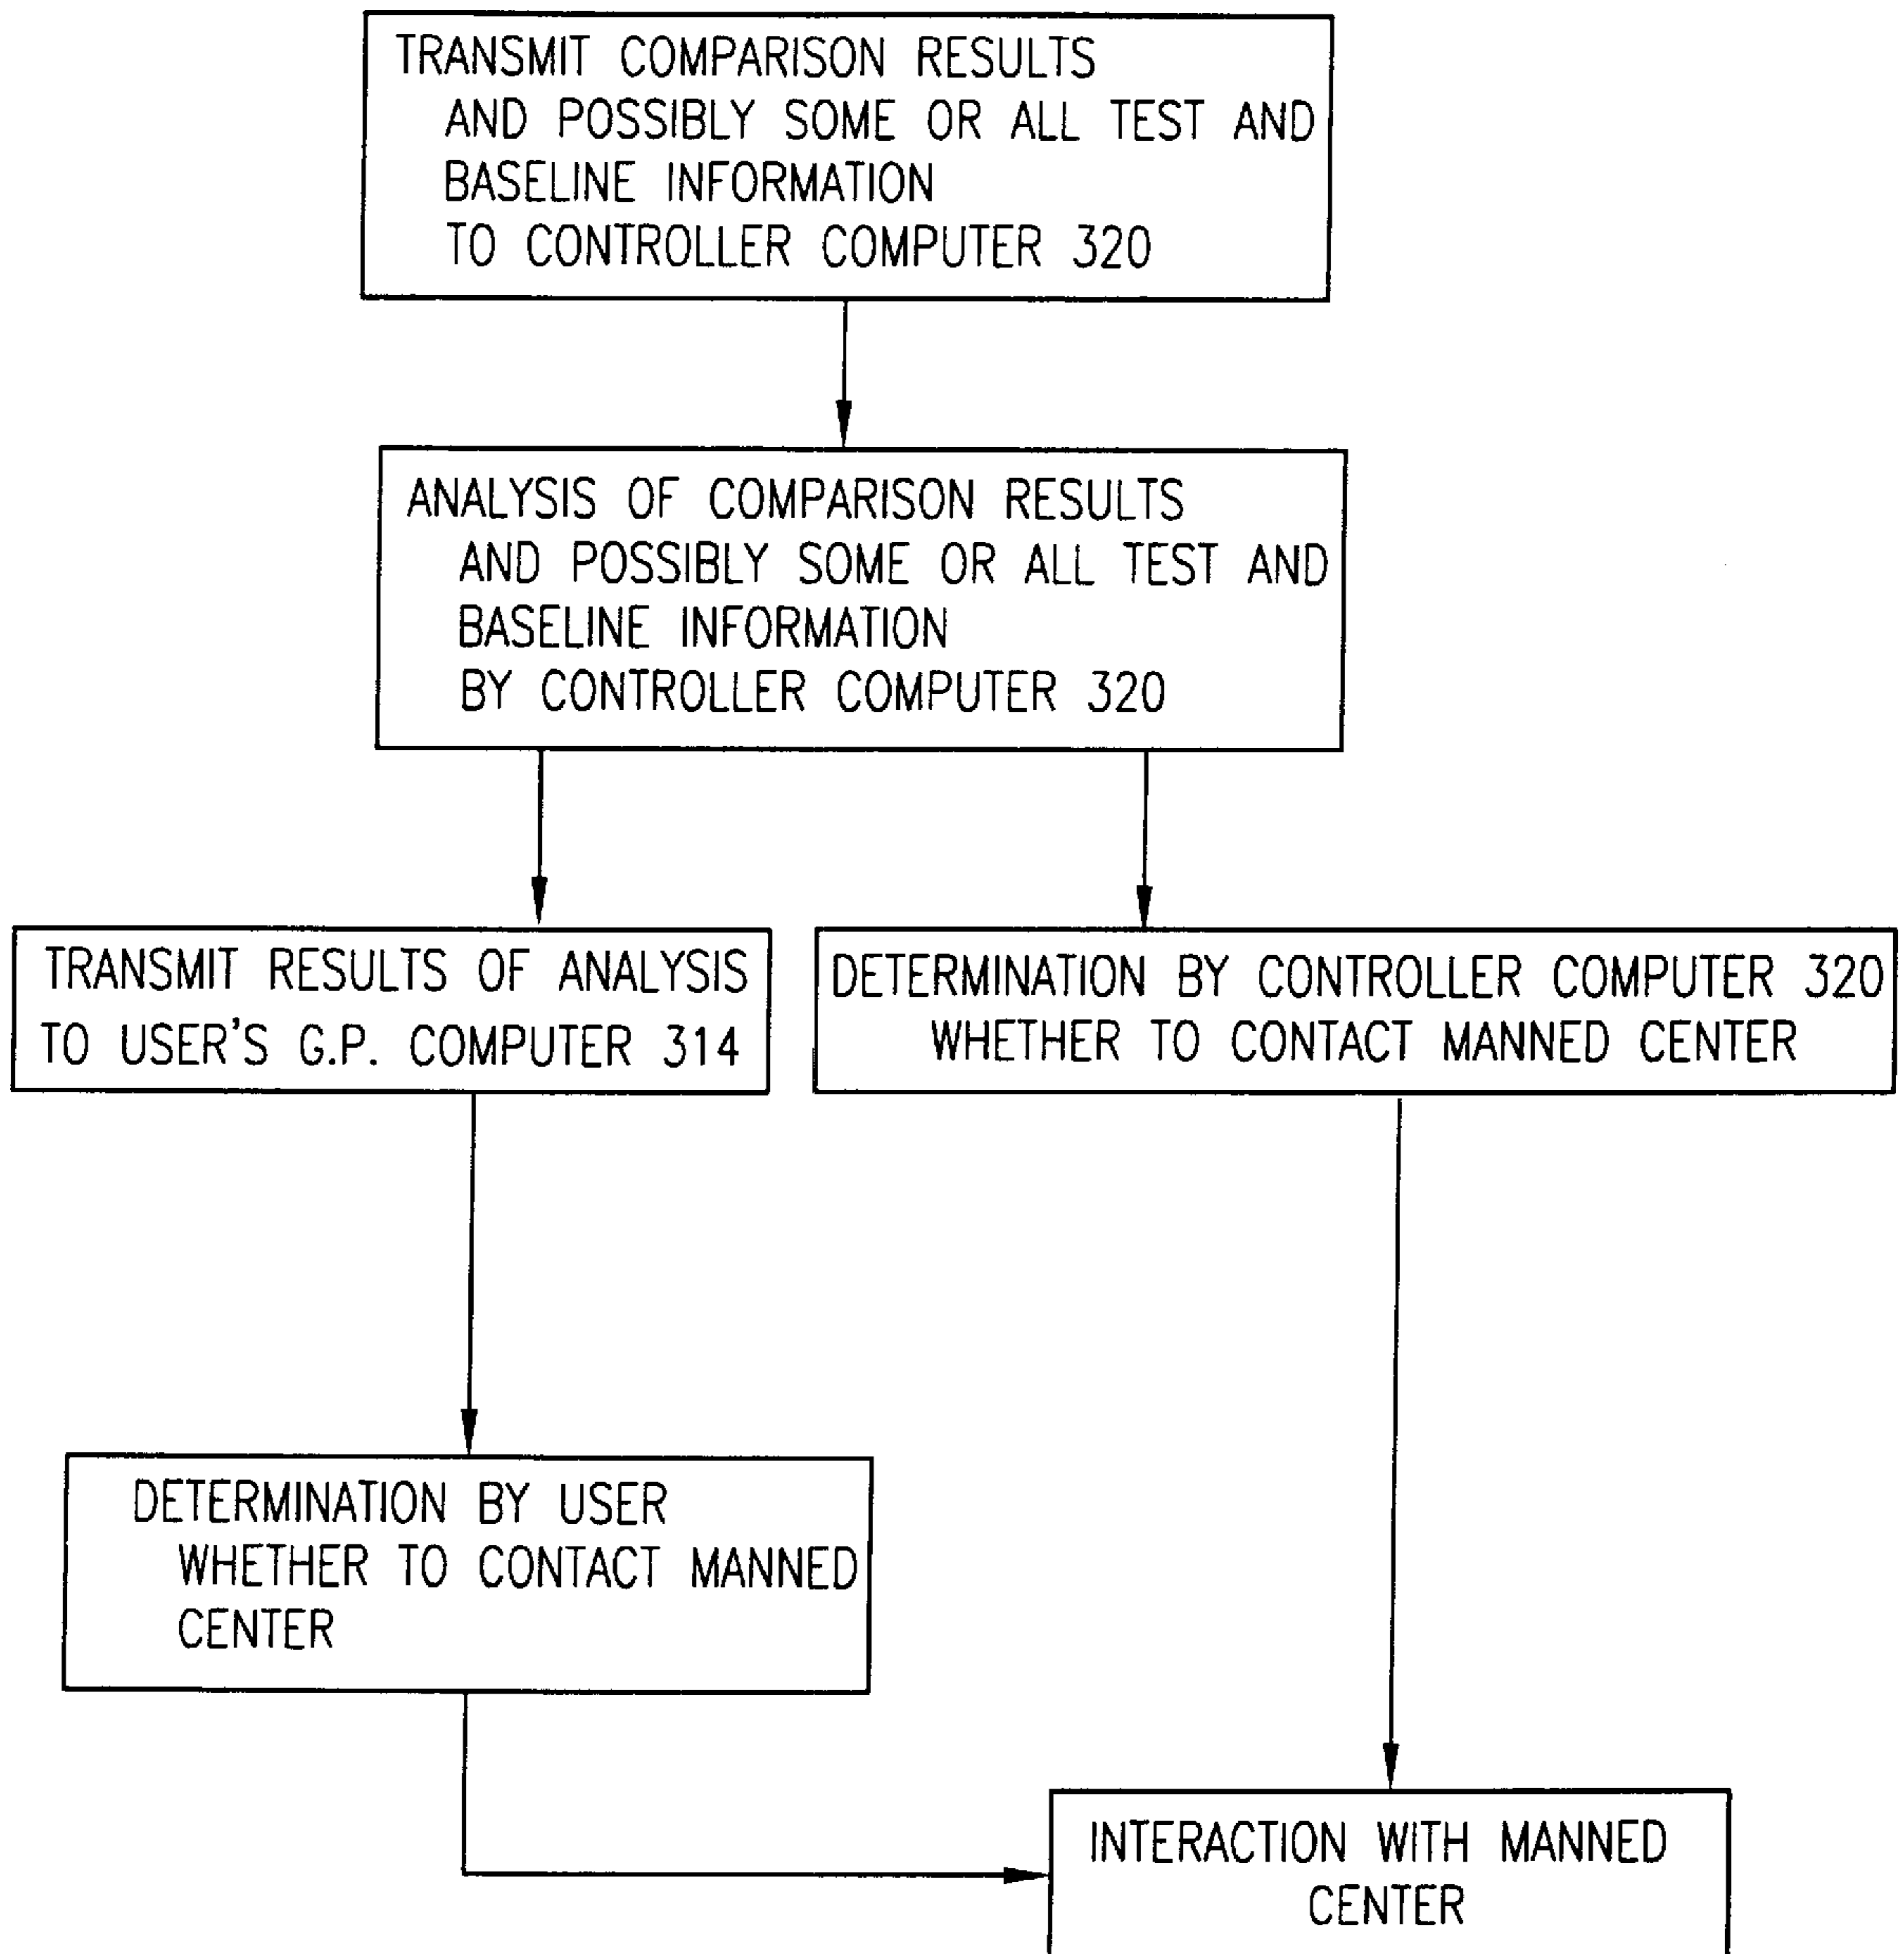 TRANSMIT COMPARISON RESULTS
AND POSSIBLY SOME OR ALL TEST AND
BASELINE INFORMATION
TO CONTROLLER COMPUTER 320
ANALYSIS OF COMPARISON RESULTS
AND POSSIBLY SOME OR ALL TEST AND
BASELINE INFORMATION
BY CONTROLLER COMPUTER 320
TRANSMIT RESULTS OF ANALYSIS
TO USER'S G.P. COMPUTER 314
DETERMINATION BY CONTROLLER COMPUTER 320
WHETHER TO CONTACT MANNED CENTER
DETERMINATION BY USER
WHETHER TO CONTACT MANNED
CENTER
INTERACTION WITH MANNED
CENTER